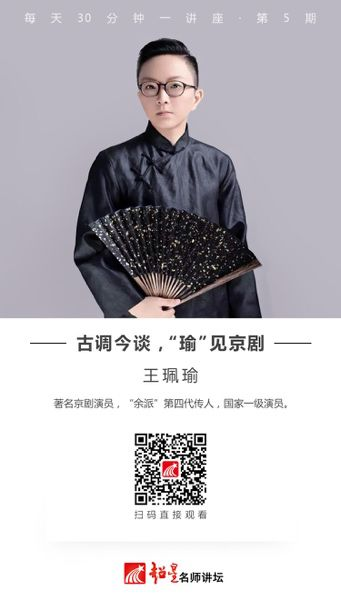 每天30分钟一讲座·第5期
古调今谈，“瑜”见京剧
王珮瑜
著名京剧演员，“余派”第四代传人，国家一级演员。
扫码直接观看
超星名师讲坛